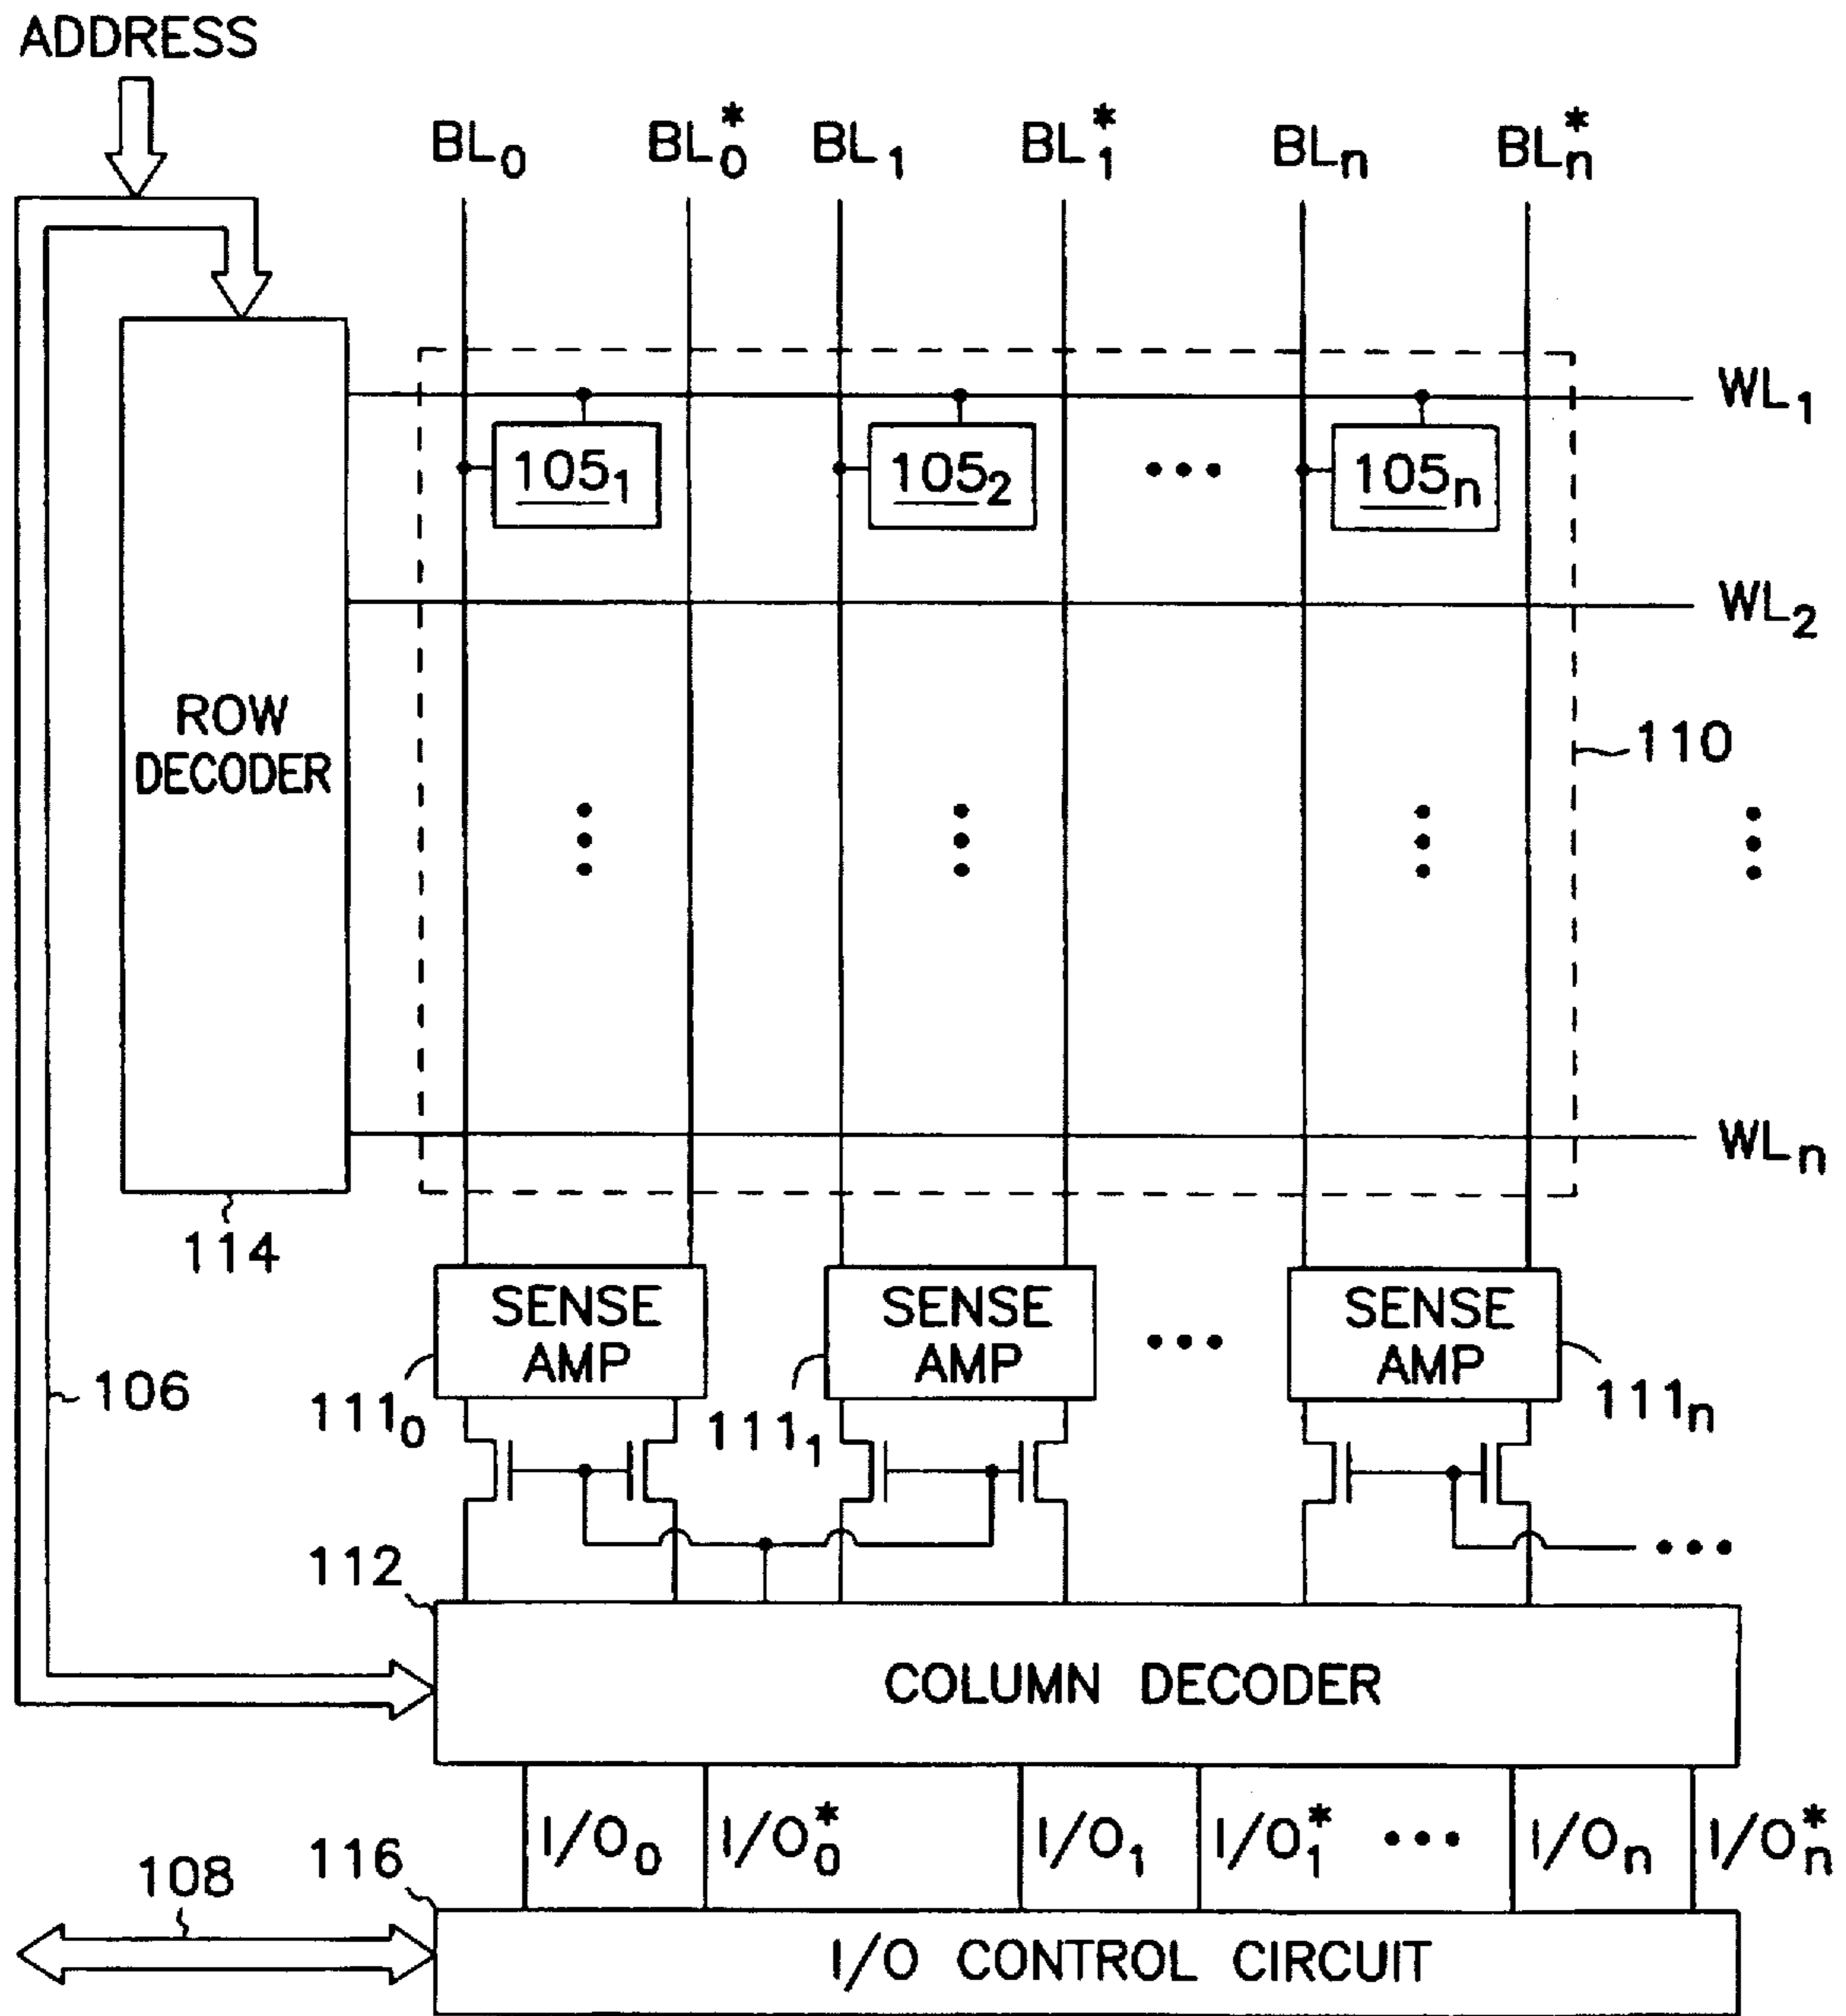 ADDRESS
BL0 BL0* BL1 BL1* BLn BLn*
WL1
1051 1052 ••• 105n
WL2
ROW
DECODER
110
WLn
114
SENSE
AMP
SENSE
AMP
•••
SENSE
AMP
106
1110
1111
111n
•••
112
COLUMN DECODER
I/O0 I/O0* I/O1 I/O1* ••• I/On I/On*
116
108
I/O CONTROL CIRCUIT